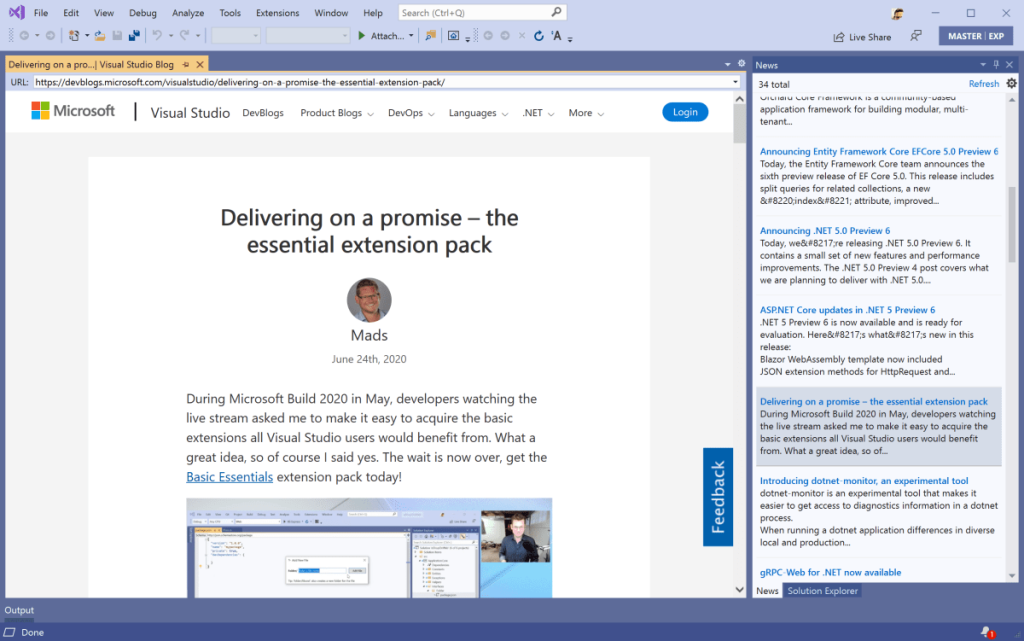 File Edit View Debug Analyze Tools Extensions Window Help Search (Ctrl+Q)
Attach... Live Share MASTER | EXP
Delivering on a pro...| Visual Studio Blog
URL: https://devblogs.microsoft.com/visualstudio/delivering-on-a-promise-the-essential-extension-pack/
Microsoft | Visual Studio DevBlogs Product Blogs DevOps Languages .NET More Login
Delivering on a promise – the
essential extension pack
Mads
June 24th, 2020
During Microsoft Build 2020 in May, developers watching the
live stream asked me to make it easy to acquire the basic
extensions all Visual Studio users would benefit from. What a
great idea, so of course I said yes. The wait is now over, get the
Basic Essentials extension pack today!
Feedback
News
34 total Refresh
Orchard Core Framework is a community-based
application framework for building modular, multi-
tenant...
Announcing Entity Framework Core EFCore 5.0 Preview 6
Today, the Entity Framework Core team announces the
sixth preview release of EF Core 5.0. This release includes
split queries for related collections, a new
&#8220;index&#8221; attribute, improved...
Announcing .NET 5.0 Preview 6
Today, we&#8217;re releasing .NET 5.0 Preview 6. It
contains a small set of new features and performance
improvements. The .NET 5.0 Preview 4 post covers what
we are planning to deliver with .NET 5.0....
ASP.NET Core updates in .NET 5 Preview 6
.NET 5 Preview 6 is now available and is ready for
evaluation. Here&#8217;s what&#8217;s new in this
release:
Blazor WebAssembly template now included
JSON extension methods for HttpRequest and...
Delivering on a promise – the essential extension pack
During Microsoft Build 2020 in May, developers watching
the live stream asked me to make it easy to acquire the
basic extensions all Visual Studio users would benefit
from. What a great idea, so of...
Introducing dotnet-monitor, an experimental tool
dotnet-monitor is an experimental tool that makes it
easier to get access to diagnostics information in a dotnet
process.
When running a dotnet application differences in diverse
local and production...
gRPC-Web for .NET now available
News Solution Explorer
Output
Done 1